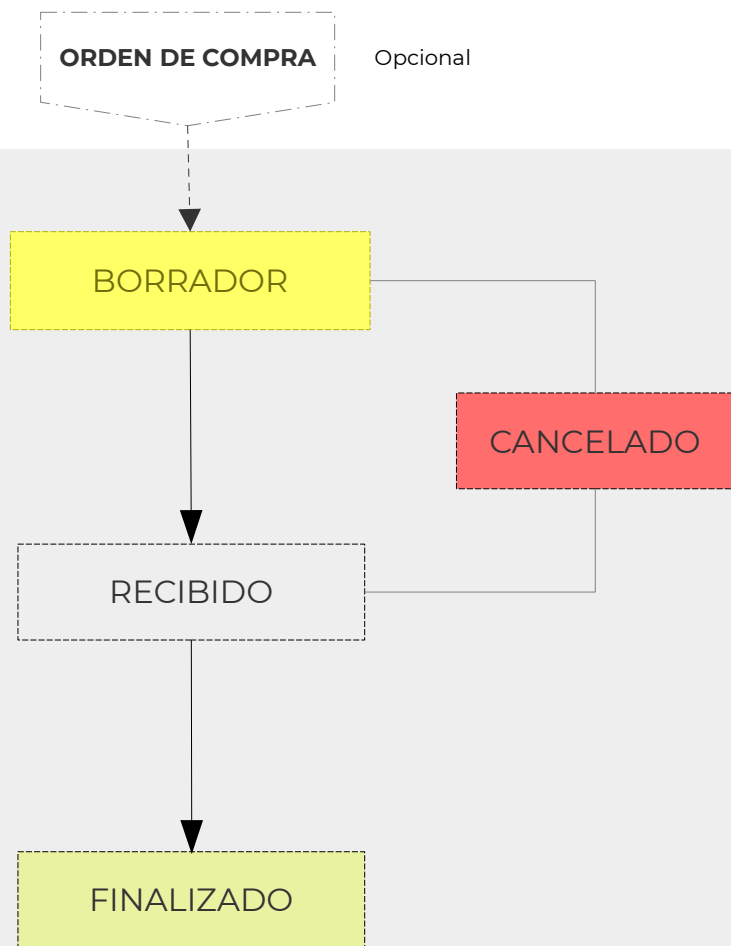 ORDEN DE COMPRA
Opcional
BORRADOR
CANCELADO
RECIBIDO
FINALIZADO